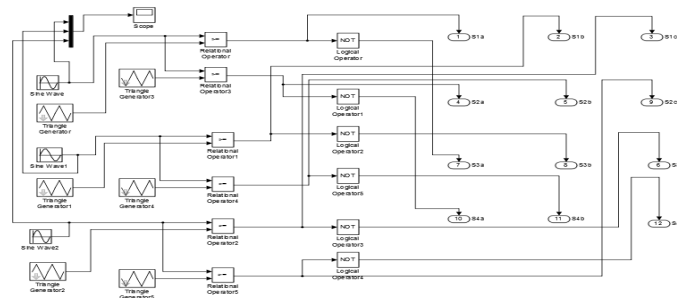 Scope
>=
Relational
Operator
NOT
Logical
Operator
1
S1a
2
S1b
3
S1c
Sine Wave
Triangle
Generator
Triangle
Generator3
>=
Relational
Operator3
NOT
Logical
Operator1
4
S2a
5
S2b
9
S2c
Sine Wave1
>=
Relational
Operator1
NOT
Logical
Operator2
7
S3a
8
S3b
6
S
Triangle
Generator1
Triangle
Generator4
>=
Relational
Operator4
NOT
Logical
Operator5
10
S4a
11
S4b
12
S
Sine Wave2
>=
Relational
Operator2
NOT
Logical
Operator3
Triangle
Generator2
Triangle
Generator5
>=
Relational
Operator5
NOT
Logical
Operator4